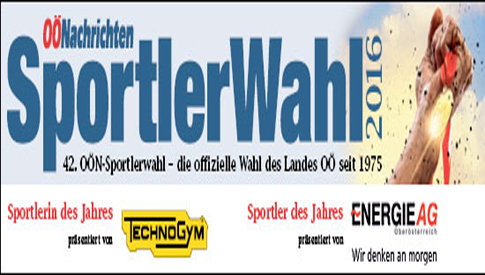 OÖNachrichten
SportlerWahl 2016
42. OÖN-Sportlerwahl – die offizielle Wahl des Landes OÖ seit 1975
Sportlerin des Jahres
präsentiert von
TECHNOGYM
Sportler des Jahres
präsentiert von
ENERGIE AG
Oberösterreich
Wir denken an morgen